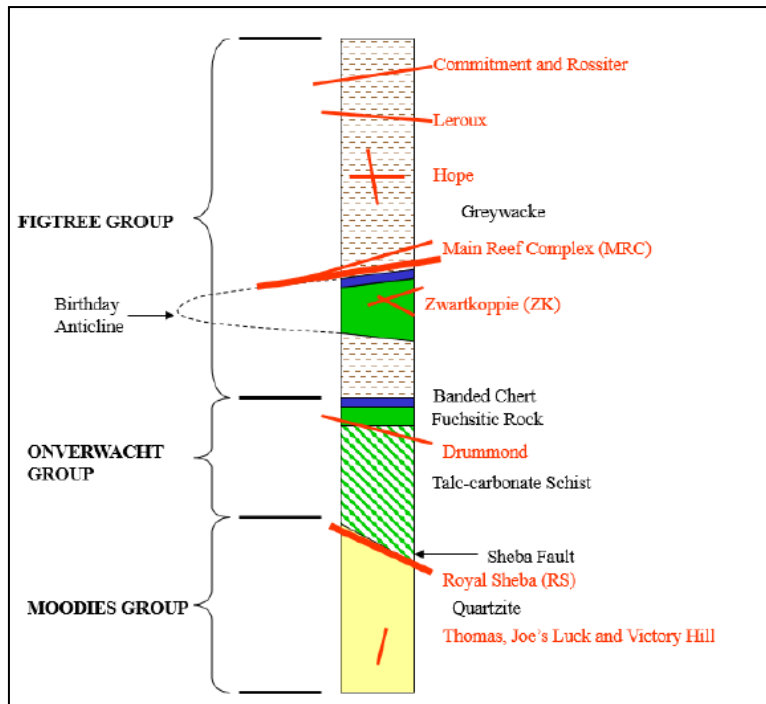 Commitment and Rossiter
Leroux
Hope
FIGTREE GROUP
Greywacke
Main Reef Complex (MRC)
Birthday
Anticline
Zwartkoppie (ZK)
Banded Chert
Fuchsitic Rock
ONVERWACHT
GROUP
Drummond
Talc-carbonate Schist
Sheba Fault
Royal Sheba (RS)
MOODIES GROUP
Quartzite
Thomas, Joe's Luck and Victory Hill